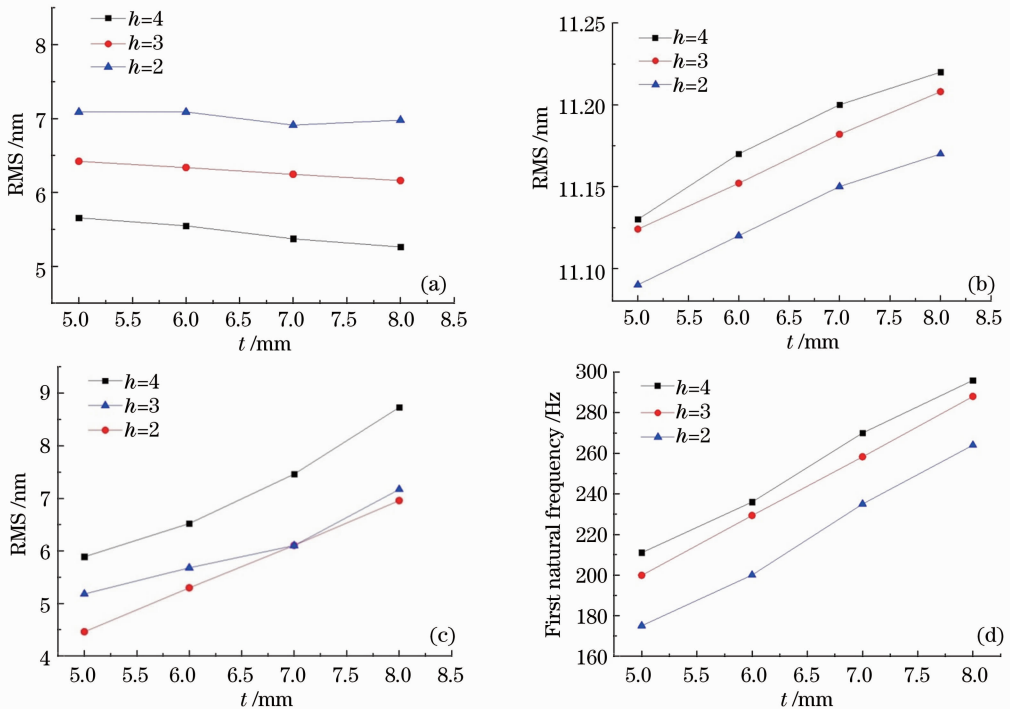 h=4
h=3
h=2
8
7
6
5
RMS /nm
(a)
5.0 5.5 6.0 6.5 7.0 7.5 8.0 8.5
t /mm
h=4
h=3
h=2
11.25
11.20
11.15
11.10
RMS /nm
(b)
5.0 5.5 6.0 6.5 7.0 7.5 8.0 8.5
t /mm
h=4
h=3
h=2
9
8
7
6
5
4
RMS /nm
(c)
5.0 5.5 6.0 6.5 7.0 7.5 8.0 8.5
t /mm
h=4
h=3
h=2
300
280
260
240
220
200
180
160
First natural frequency /Hz
(d)
5.0 5.5 6.0 6.5 7.0 7.5 8.0 8.5
t /mm